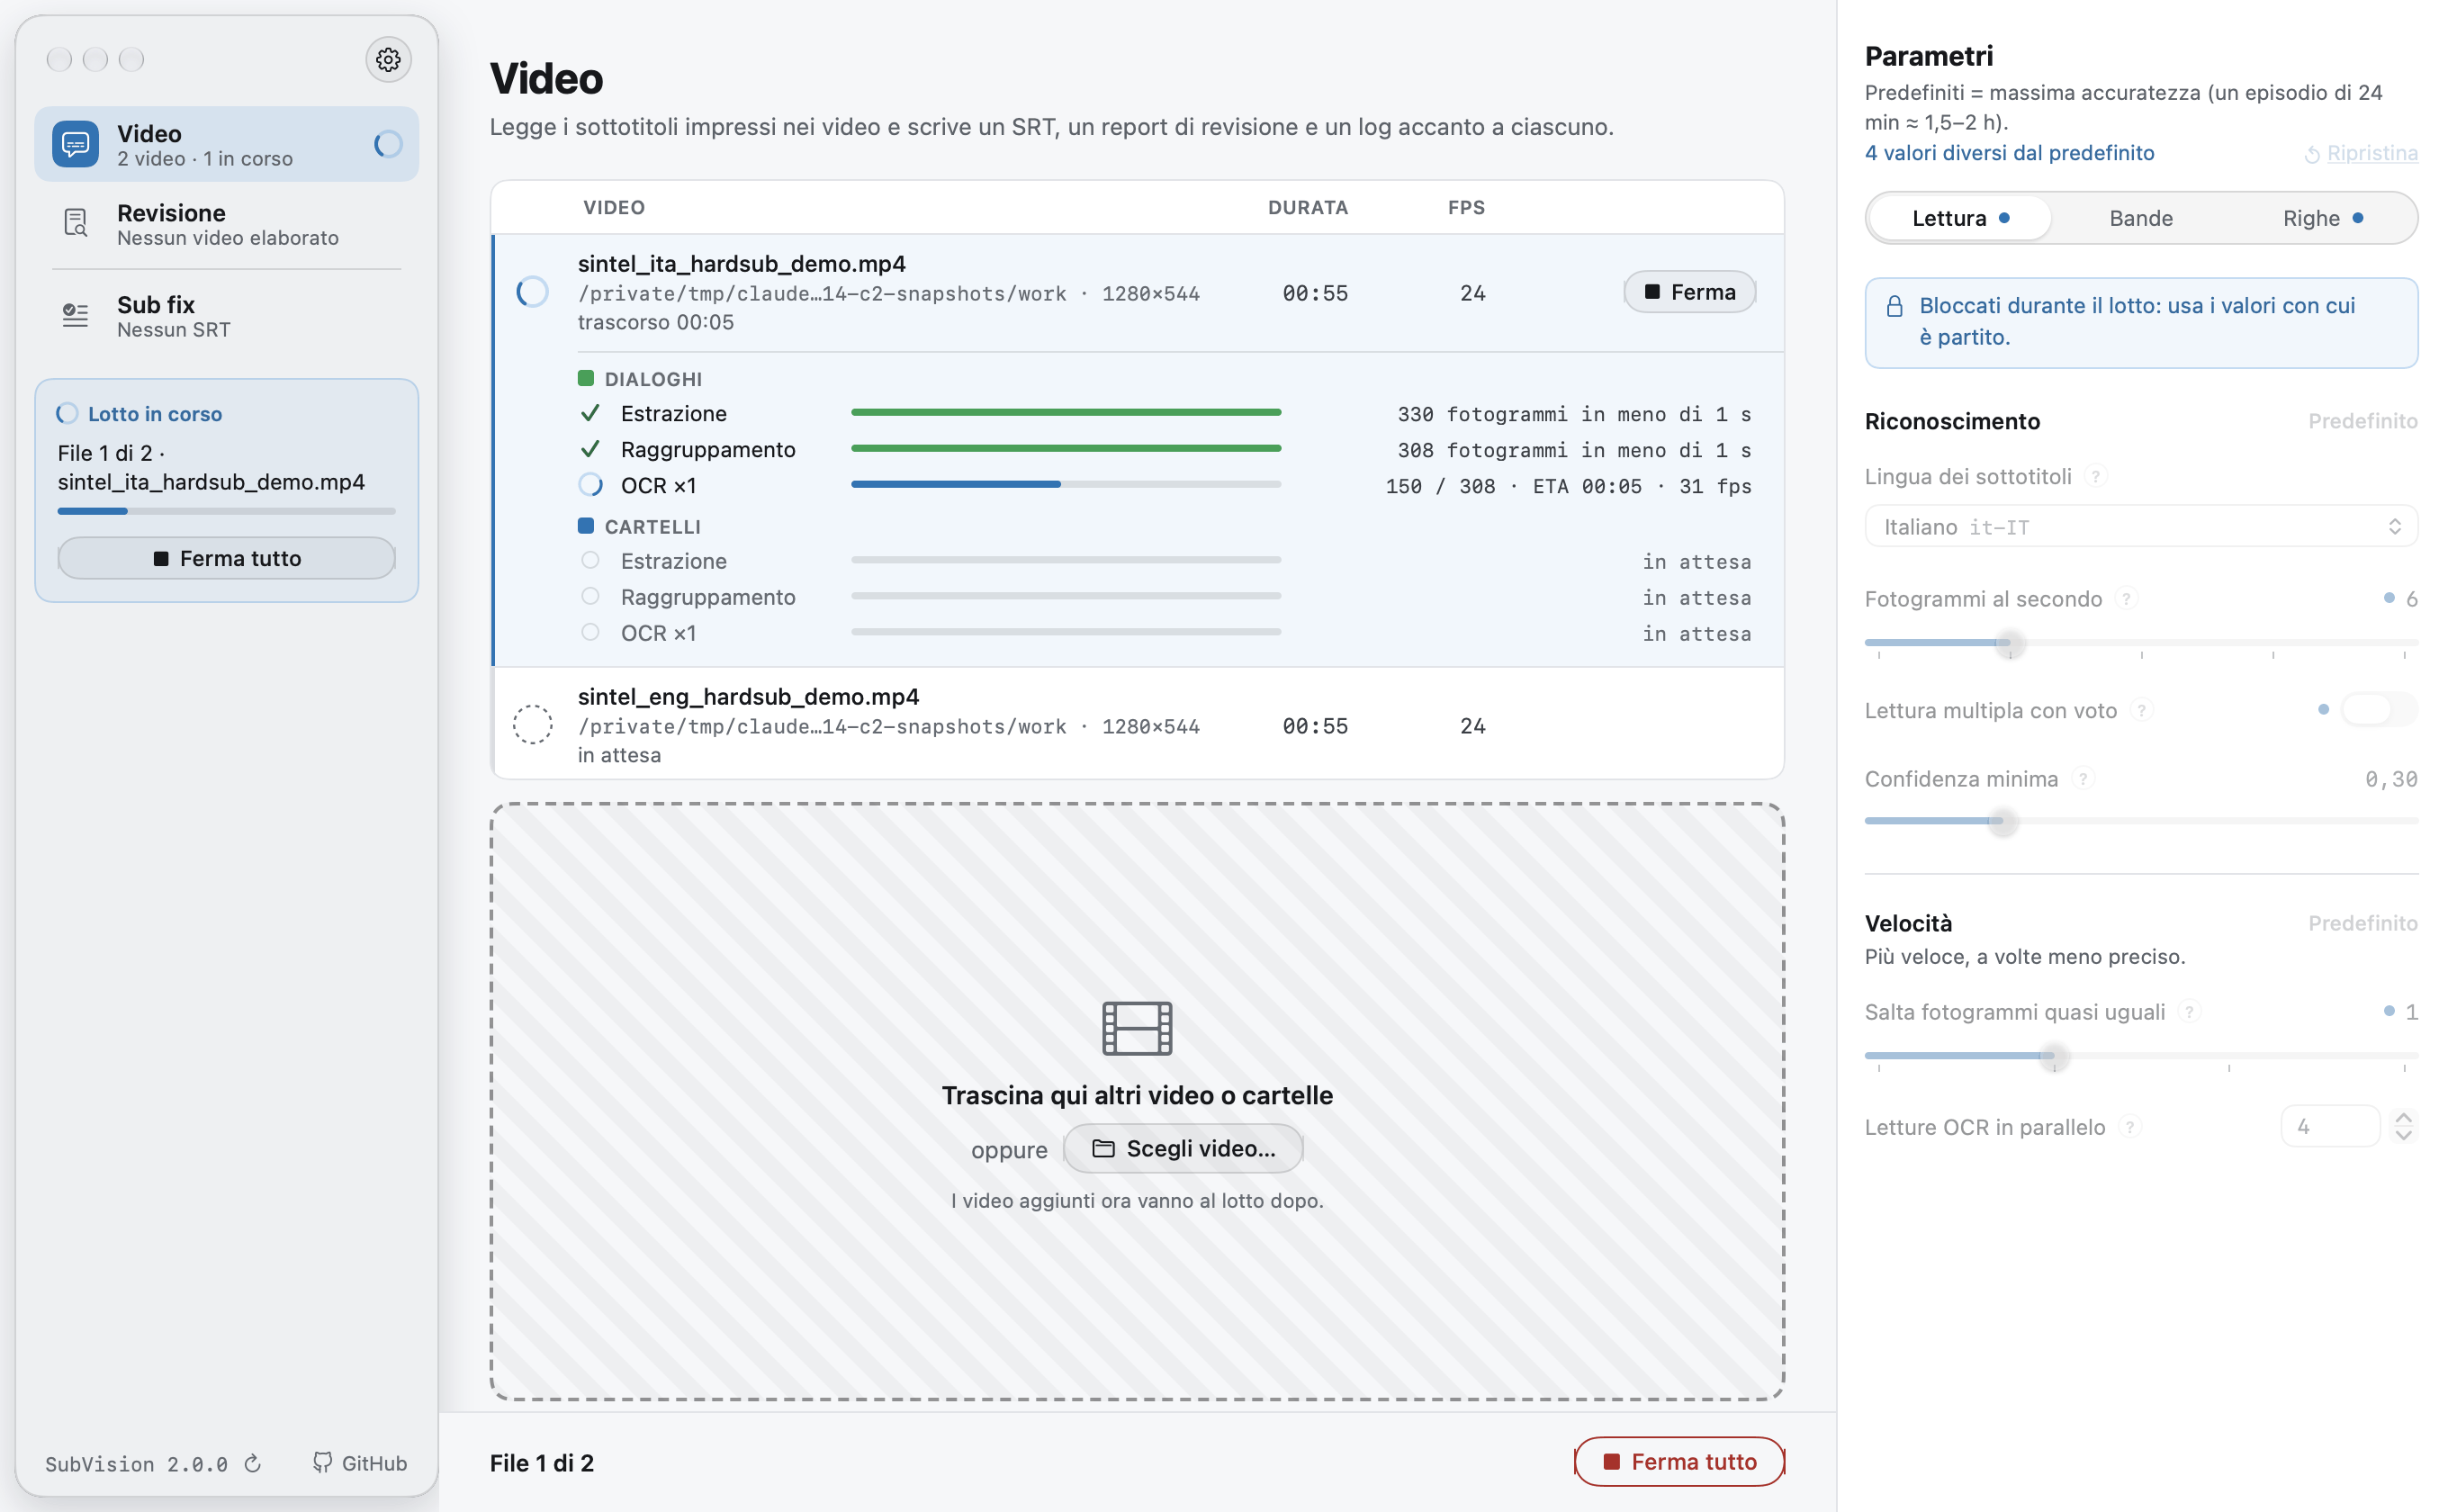 Video
2 video · 1 in corso
Revisione
Nessun video elaborato
Sub fix
Nessun SRT
Lotto in corso
File 1 di 2 ·
sintel_ita_hardsub_demo.mp4
Ferma tutto
SubVision 2.0.0
GitHub
Video
Legge i sottotitoli impressi nei video e scrive un SRT, un report di revisione e un log accanto a ciascuno.
VIDEO DURATA FPS
sintel_ita_hardsub_demo.mp4
/private/tmp/claude…14-c2-snapshots/work · 1280×544 00:55 24 Ferma
trascorso 00:05
DIALOGHI
Estrazione 330 fotogrammi in meno di 1 s
Raggruppamento 308 fotogrammi in meno di 1 s
OCR ×1 150 / 308 · ETA 00:05 · 31 fps
CARTELLI
Estrazione in attesa
Raggruppamento in attesa
OCR ×1 in attesa
sintel_eng_hardsub_demo.mp4
/private/tmp/claude…14-c2-snapshots/work · 1280×544 00:55 24
in attesa
Trascina qui altri video o cartelle
oppure Scegli video...
I video aggiunti ora vanno al lotto dopo.
File 1 di 2 Ferma tutto
Parametri
Predefiniti = massima accuratezza (un episodio di 24
min ≈ 1,5–2 h).
4 valori diversi dal predefinito Ripristina
Lettura Bande Righe
Bloccati durante il lotto: usa i valori con cui
è partito.
Riconoscimento Predefinito
Lingua dei sottotitoli ?
Italiano it-IT
Fotogrammi al secondo ? 6
Lettura multipla con voto ?
Confidenza minima ? 0,30
Velocità Predefinito
Più veloce, a volte meno preciso.
Salta fotogrammi quasi uguali ? 1
Letture OCR in parallelo ? 4